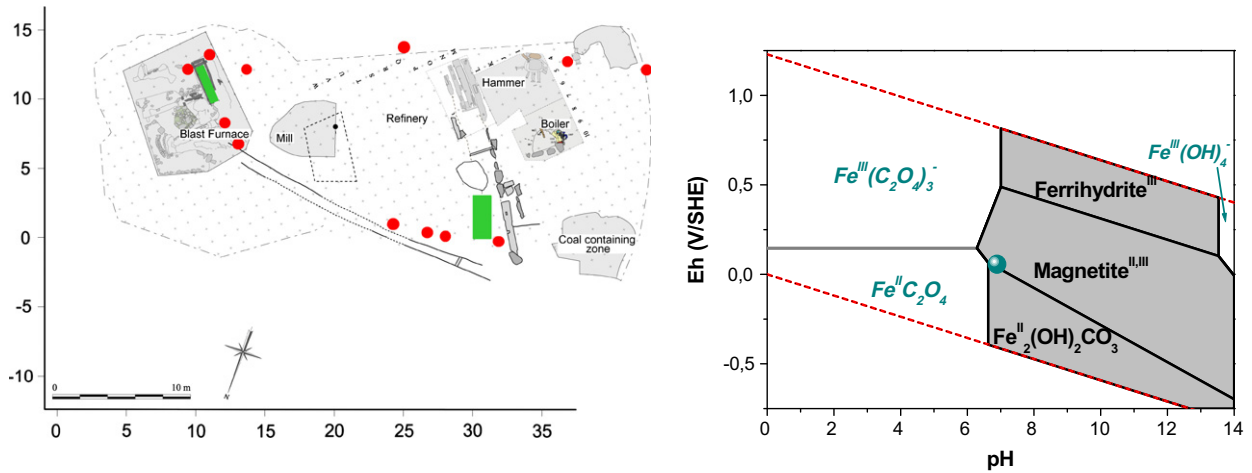 15
10
5
0
-5
-10
0
5
10
15
20
25
30
35
Blast Furnace
Mill
Refinery
Hammer
Boiler
Coal containing
zone
0
10 m
N
1,0
0,5
0,0
-0,5
Eh (V/SHE)
Fe^III(C₂O₄)₃^-
Fe^III(OH)₄^-
Ferrihydrite^III
Magnetite^II,III
Fe^IIC₂O₄
Fe^II₂(OH)₂CO₃
0
2
4
6
8
10
12
14
pH